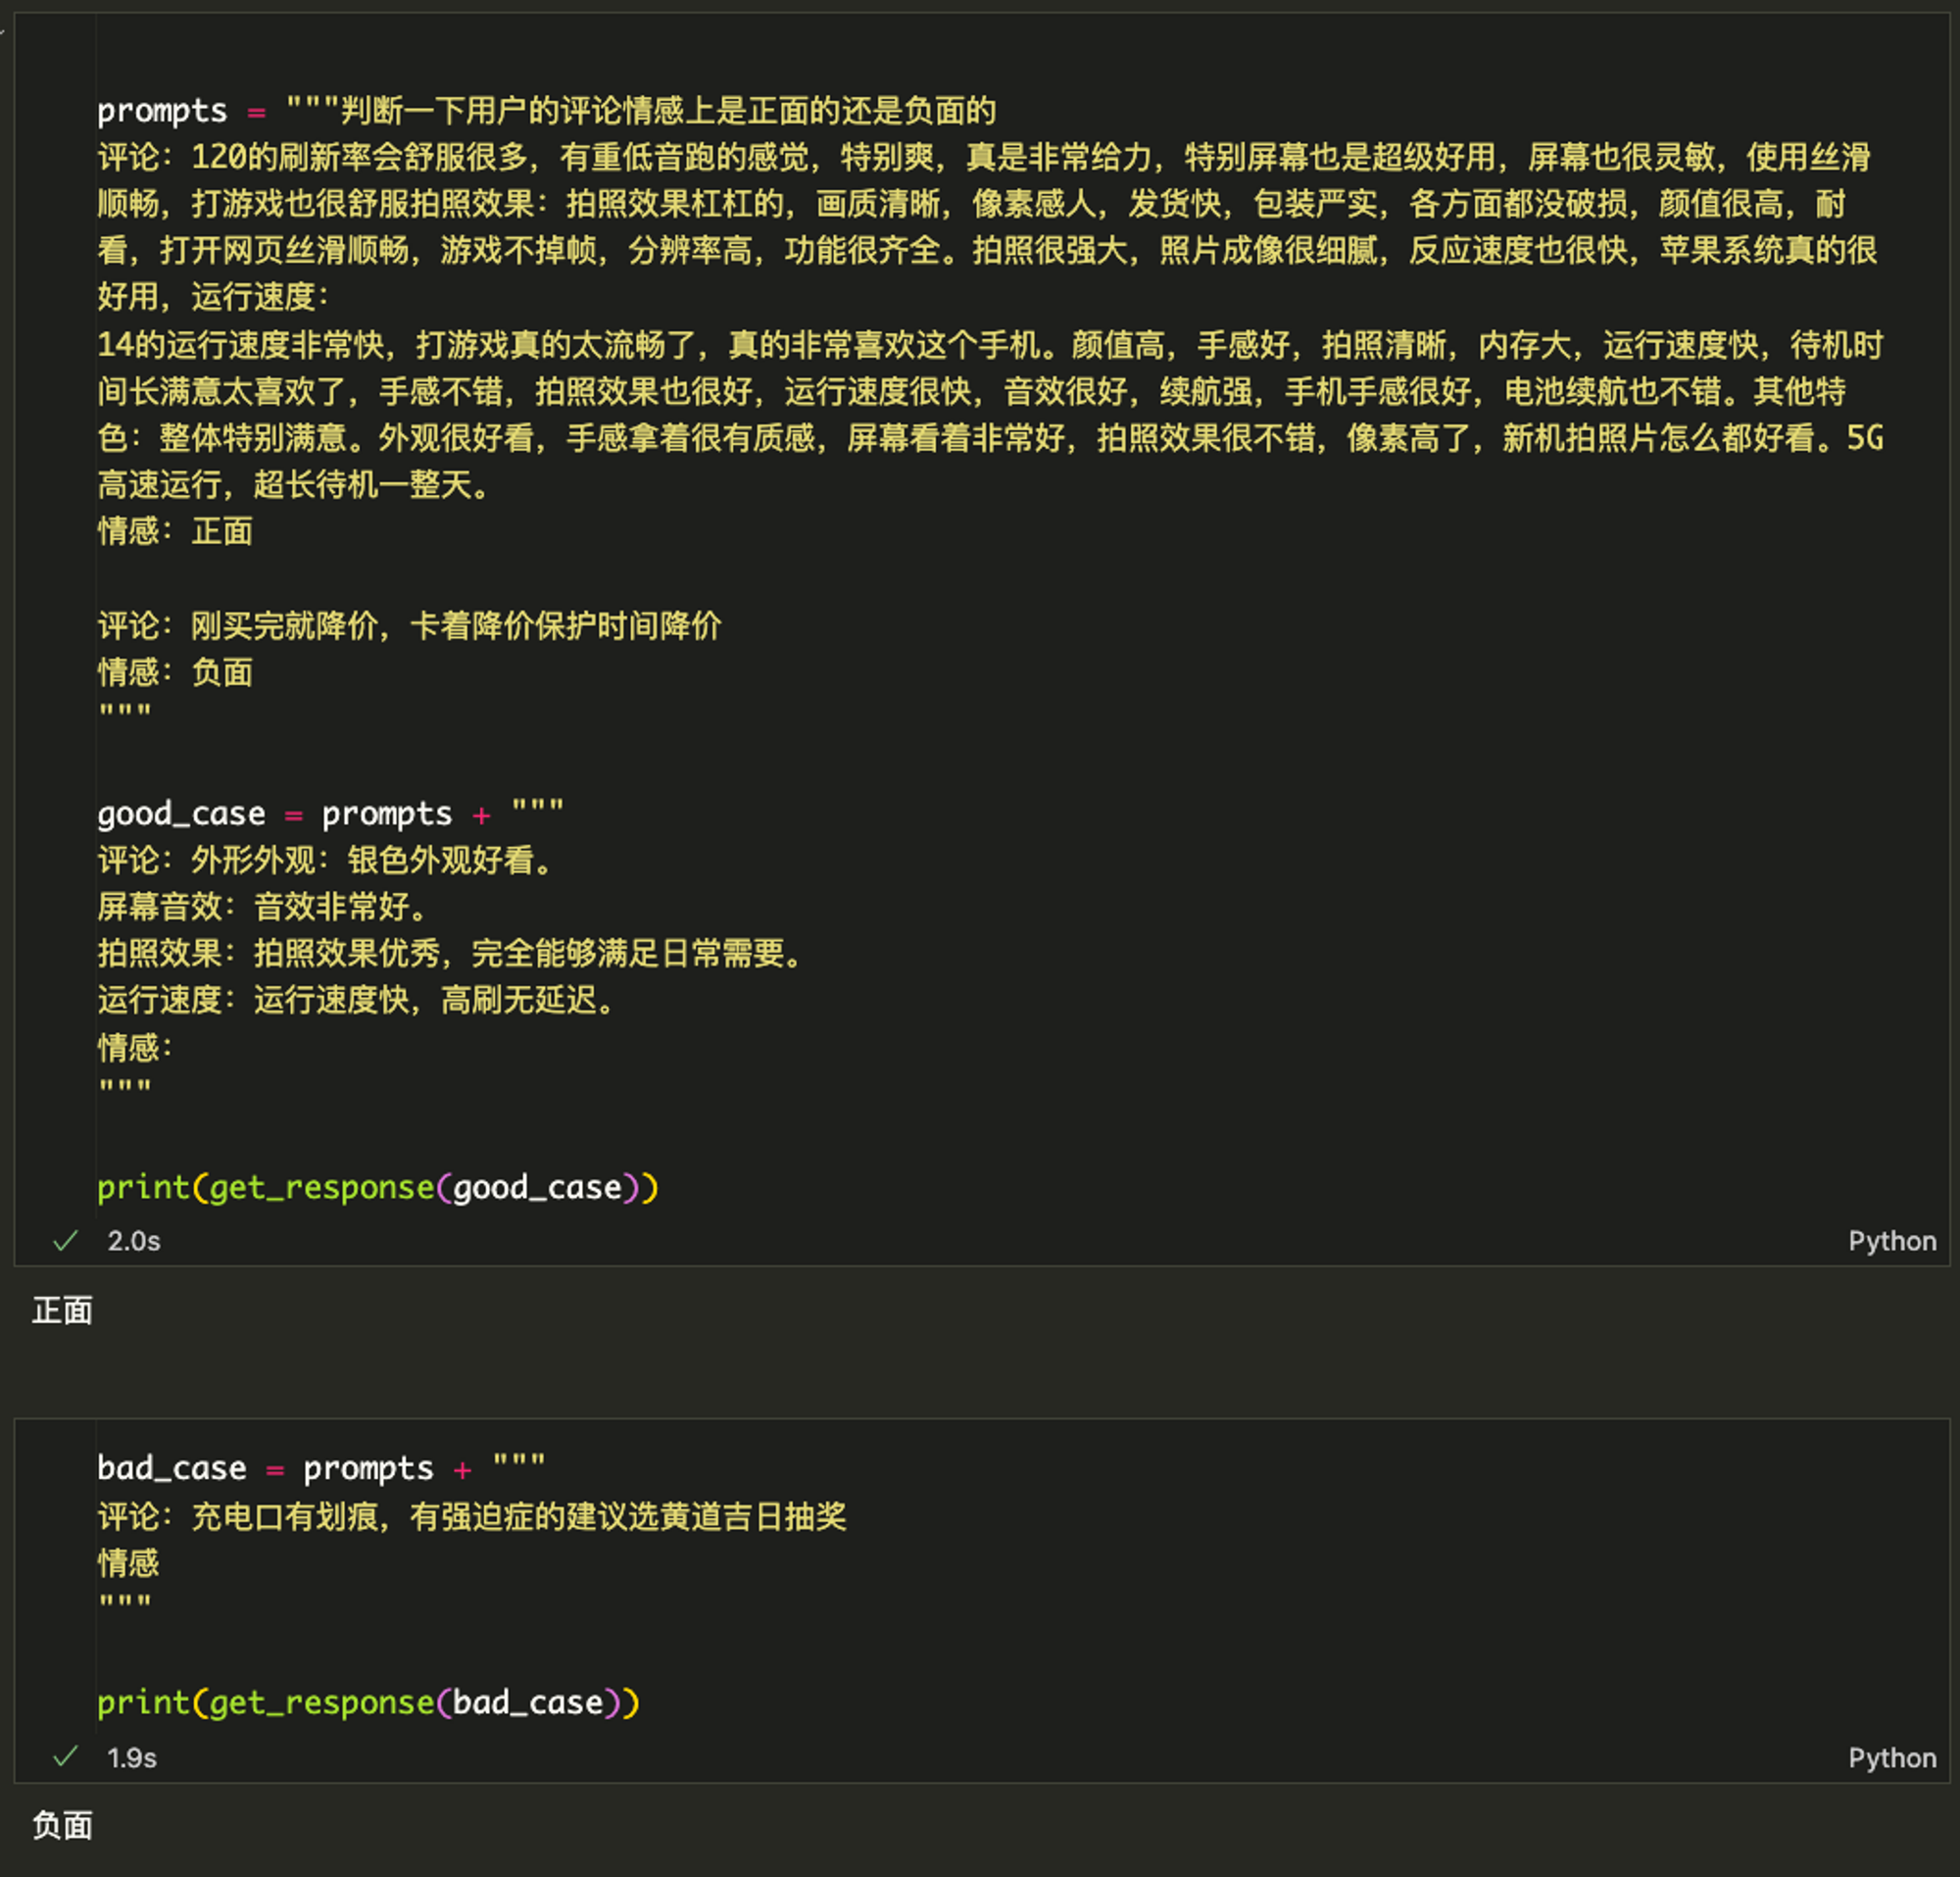 prompts = """判断一下用户的评论情感上是正面的还是负面的
评论：120的刷新率会舒服很多，有重低音跑的感觉，特别爽，真是非常给力，特别屏幕也是超级好用，屏幕也很灵敏，使用丝滑
顺畅，打游戏也很舒服拍照效果：拍照效果杠杠的，画质清晰，像素感人，发货快，包装严实，各方面都没破损，颜值很高，耐
看，打开网页丝滑顺畅，游戏不掉帧，分辨率高，功能很齐全。拍照很强大，照片成像很细腻，反应速度也很快，苹果系统真的很
好用，运行速度：
14的运行速度非常快，打游戏真的太流畅了，真的非常喜欢这个手机。颜值高，手感好，拍照清晰，内存大，运行速度快，待机时
间长满意太喜欢了，手感不错，拍照效果也很好，运行速度很快，音效很好，续航强，手机手感很好，电池续航也不错。其他特
色：整体特别满意。外观很好看，手感拿着很有质感，屏幕看着非常好，拍照效果很不错，像素高了，新机拍照片怎么都好看。5G
高速运行，超长待机一整天。
情感：正面
评论：刚买完就降价，卡着降价保护时间降价
情感：负面
"""
good_case = prompts + """
评论：外形外观：银色外观好看。
屏幕音效：音效非常好。
拍照效果：拍照效果优秀，完全能够满足日常需要。
运行速度：运行速度快，高刷无延迟。
情感：
"""
print(get_response(good_case))
2.0s Python
正面
bad_case = prompts + """
评论：充电口有划痕，有强迫症的建议选黄道吉日抽奖
情感
"""
print(get_response(bad_case))
1.9s Python
负面